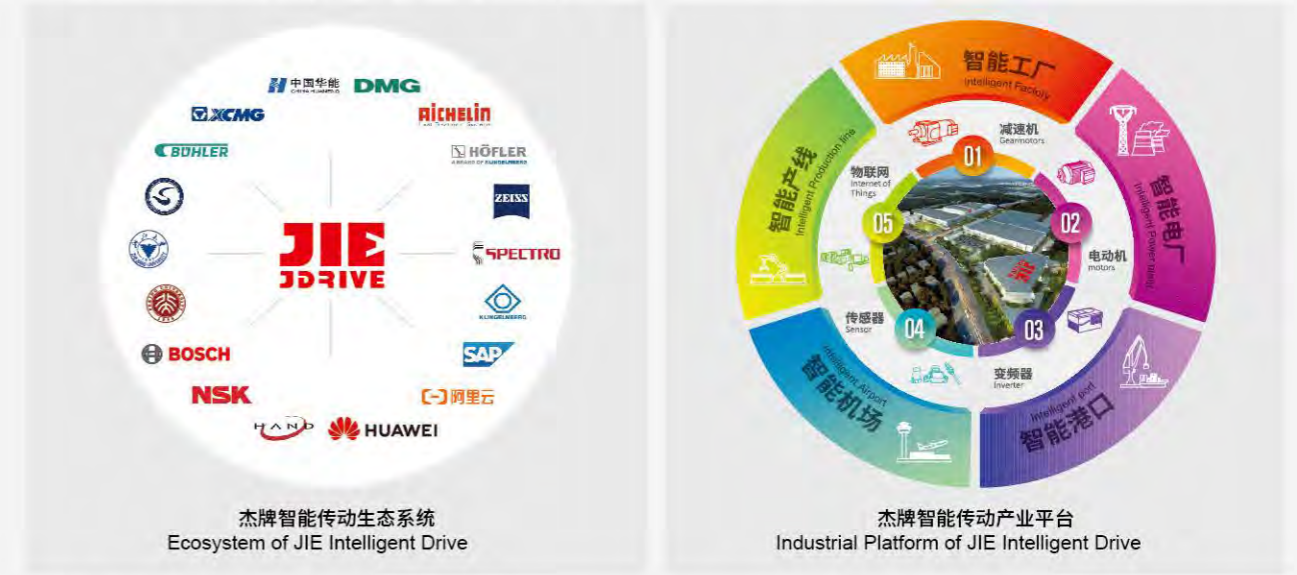 中国华能
DMG
XCMG
AICHELIN
BÜHLER
HÖFLER
A BRAND OF KLINGELNBERG
ZEISS
SPECTRO
KLINGELNBERG
BOSCH
SAP
NSK
阿里云
HAND
HUAWEI
JIE
JDRIVE
杰牌智能传动生态系统
Ecosystem of JIE Intelligent Drive
智能工厂
Intelligent Factory
智能电厂
Intelligent Power plant
智能港口
Intelligent port
智能机场
Intelligent Airport
智能产线
Intelligent Production line
01
减速机
Gearmotors
02
电动机
motors
03
变频器
Inverter
04
传感器
Sensor
05
物联网
Internet of
Things
JIE
杰牌智能传动产业平台
Industrial Platform of JIE Intelligent Drive